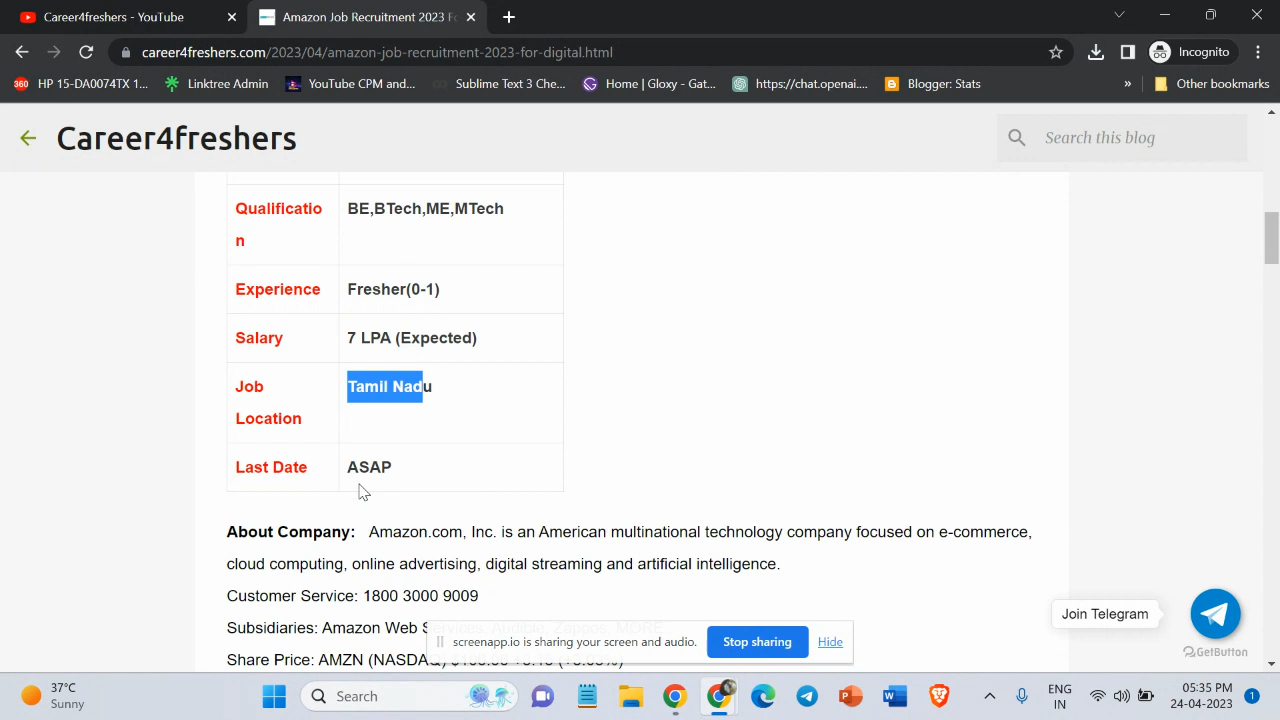 Career4freshers - YouTube
Amazon Job Recruitment 2023 Fo
career4freshers.com/2023/04/amazon-job-recruitment-2023-for-digital.html
Incognito
360 HP 15-DA0074TX 1...
Linktree Admin
YouTube CPM and...
Sublime Text 3 Che...
Home | Gloxy - Gat...
https://chat.openai....
Blogger: Stats
»
Other bookmarks
Career4freshers
Search this blog
Qualificatio
n
BE,BTech,ME,MTech
Experience
Fresher(0-1)
Salary
7 LPA (Expected)
Job
Location
Tamil Nadu
Last Date
ASAP
About Company: Amazon.com, Inc. is an American multinational technology company focused on e-commerce,
cloud computing, online advertising, digital streaming and artificial intelligence.
Customer Service: 1800 3000 9009
Subsidiaries: Amazon Web Services, Audible, Zappos, MORE
Share Price: AMZN (NASDAQ)
Join Telegram
GetButton
screenapp.io is sharing your screen and audio.
Stop sharing
Hide
37°C
Sunny
Search
ENG
IN
05:35 PM
24-04-2023
1